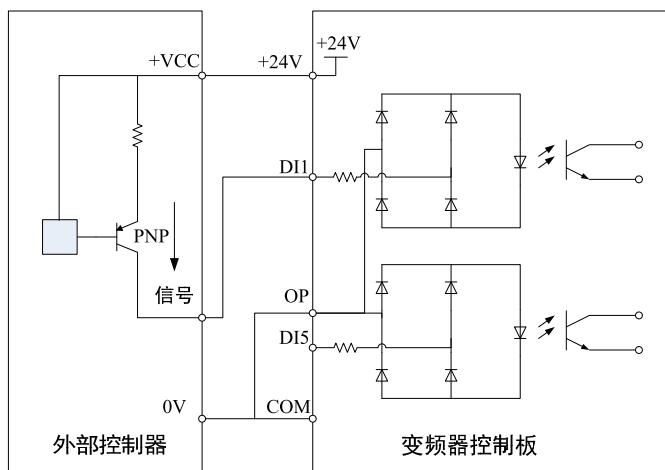 +VCC
+24V
+24V
DI1
PNP
信号
OP
DI5
0V
COM
外部控制器
变频器控制板